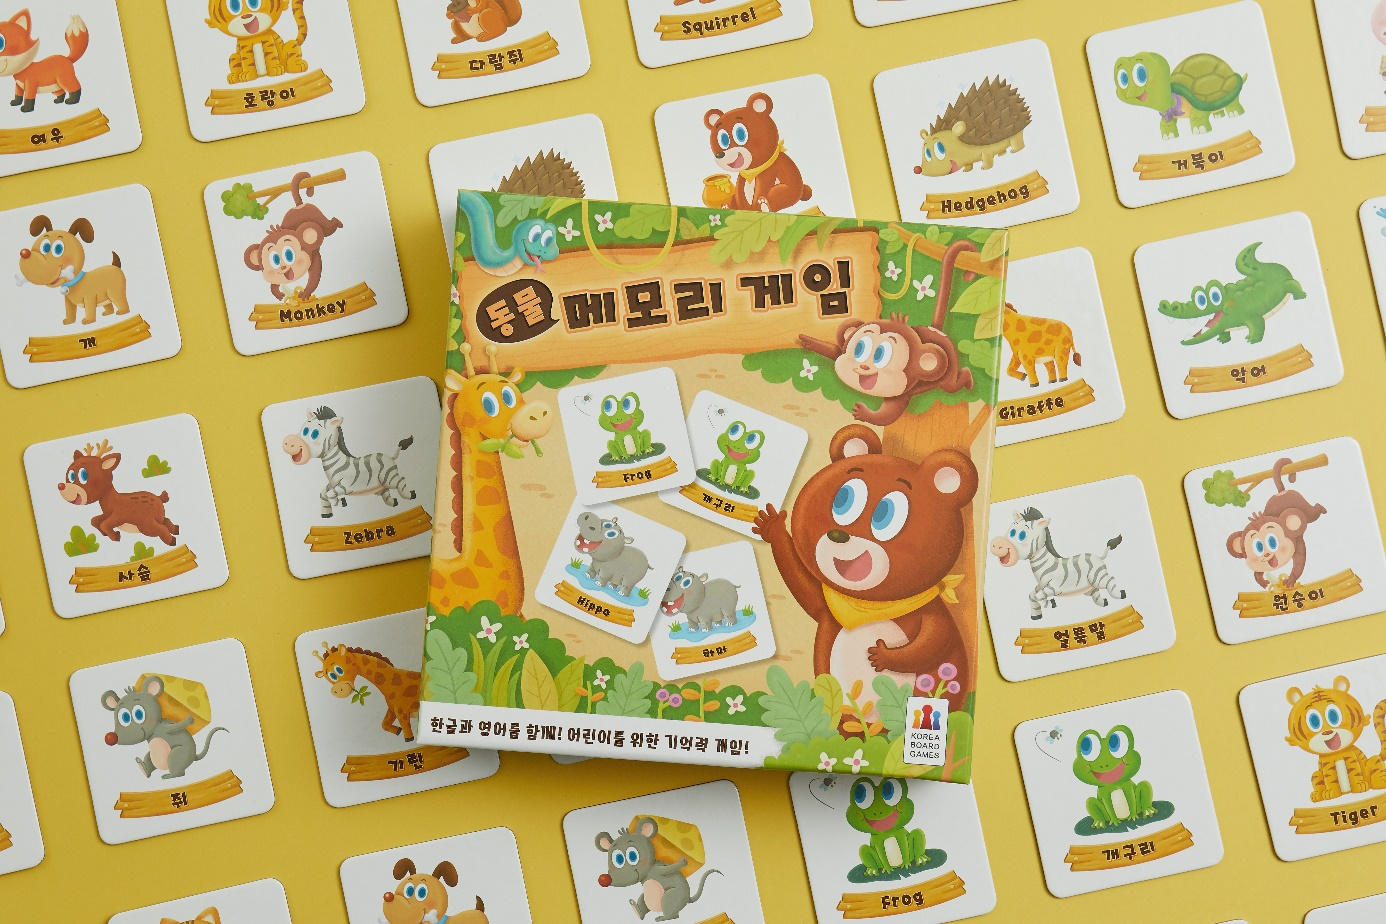 Squirrel
다람쥐
호랑이
여우
거북이
Hedgehog
Monkey
개
동물 메모리 게임
악어
Giraffe
Frog
개구리
Zebra
사슴
Hippo
하마
원숭이
얼룩말
한글과 영어를 함께! 어린이를 위한 기억력 게임!
KOREA
BOARD
GAMES
기린
쥐
Tiger
개구리
Frog